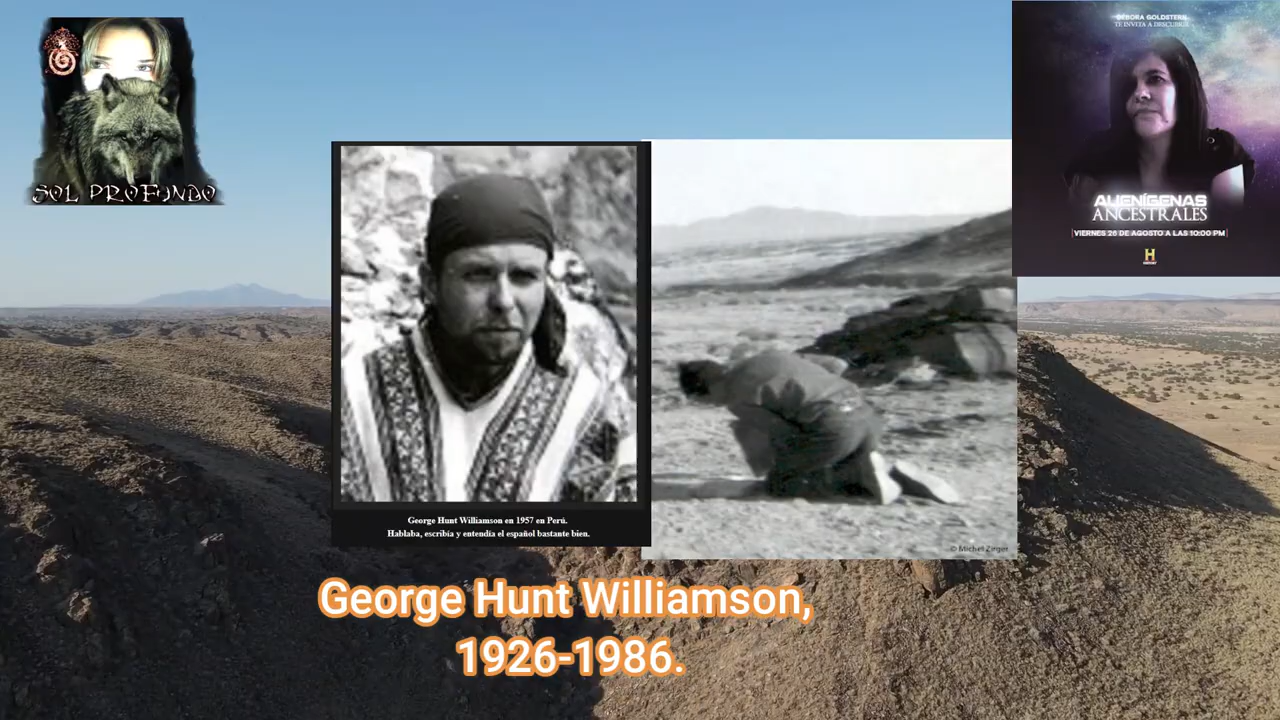 SOL PROFUNDO
DÉBORA GOLDSTERN
TE INVITA A DESCUBRIR
ALIENÍGENAS
ANCESTRALES
VIERNES 26 DE AGOSTO A LAS 10:00 PM
H
HISTORY
George Hunt Williamson en 1957 en Perú.
Hablaba, escribía y entendía el español bastante bien.
© Michel Zirger
George Hunt Williamson,
1926-1986.